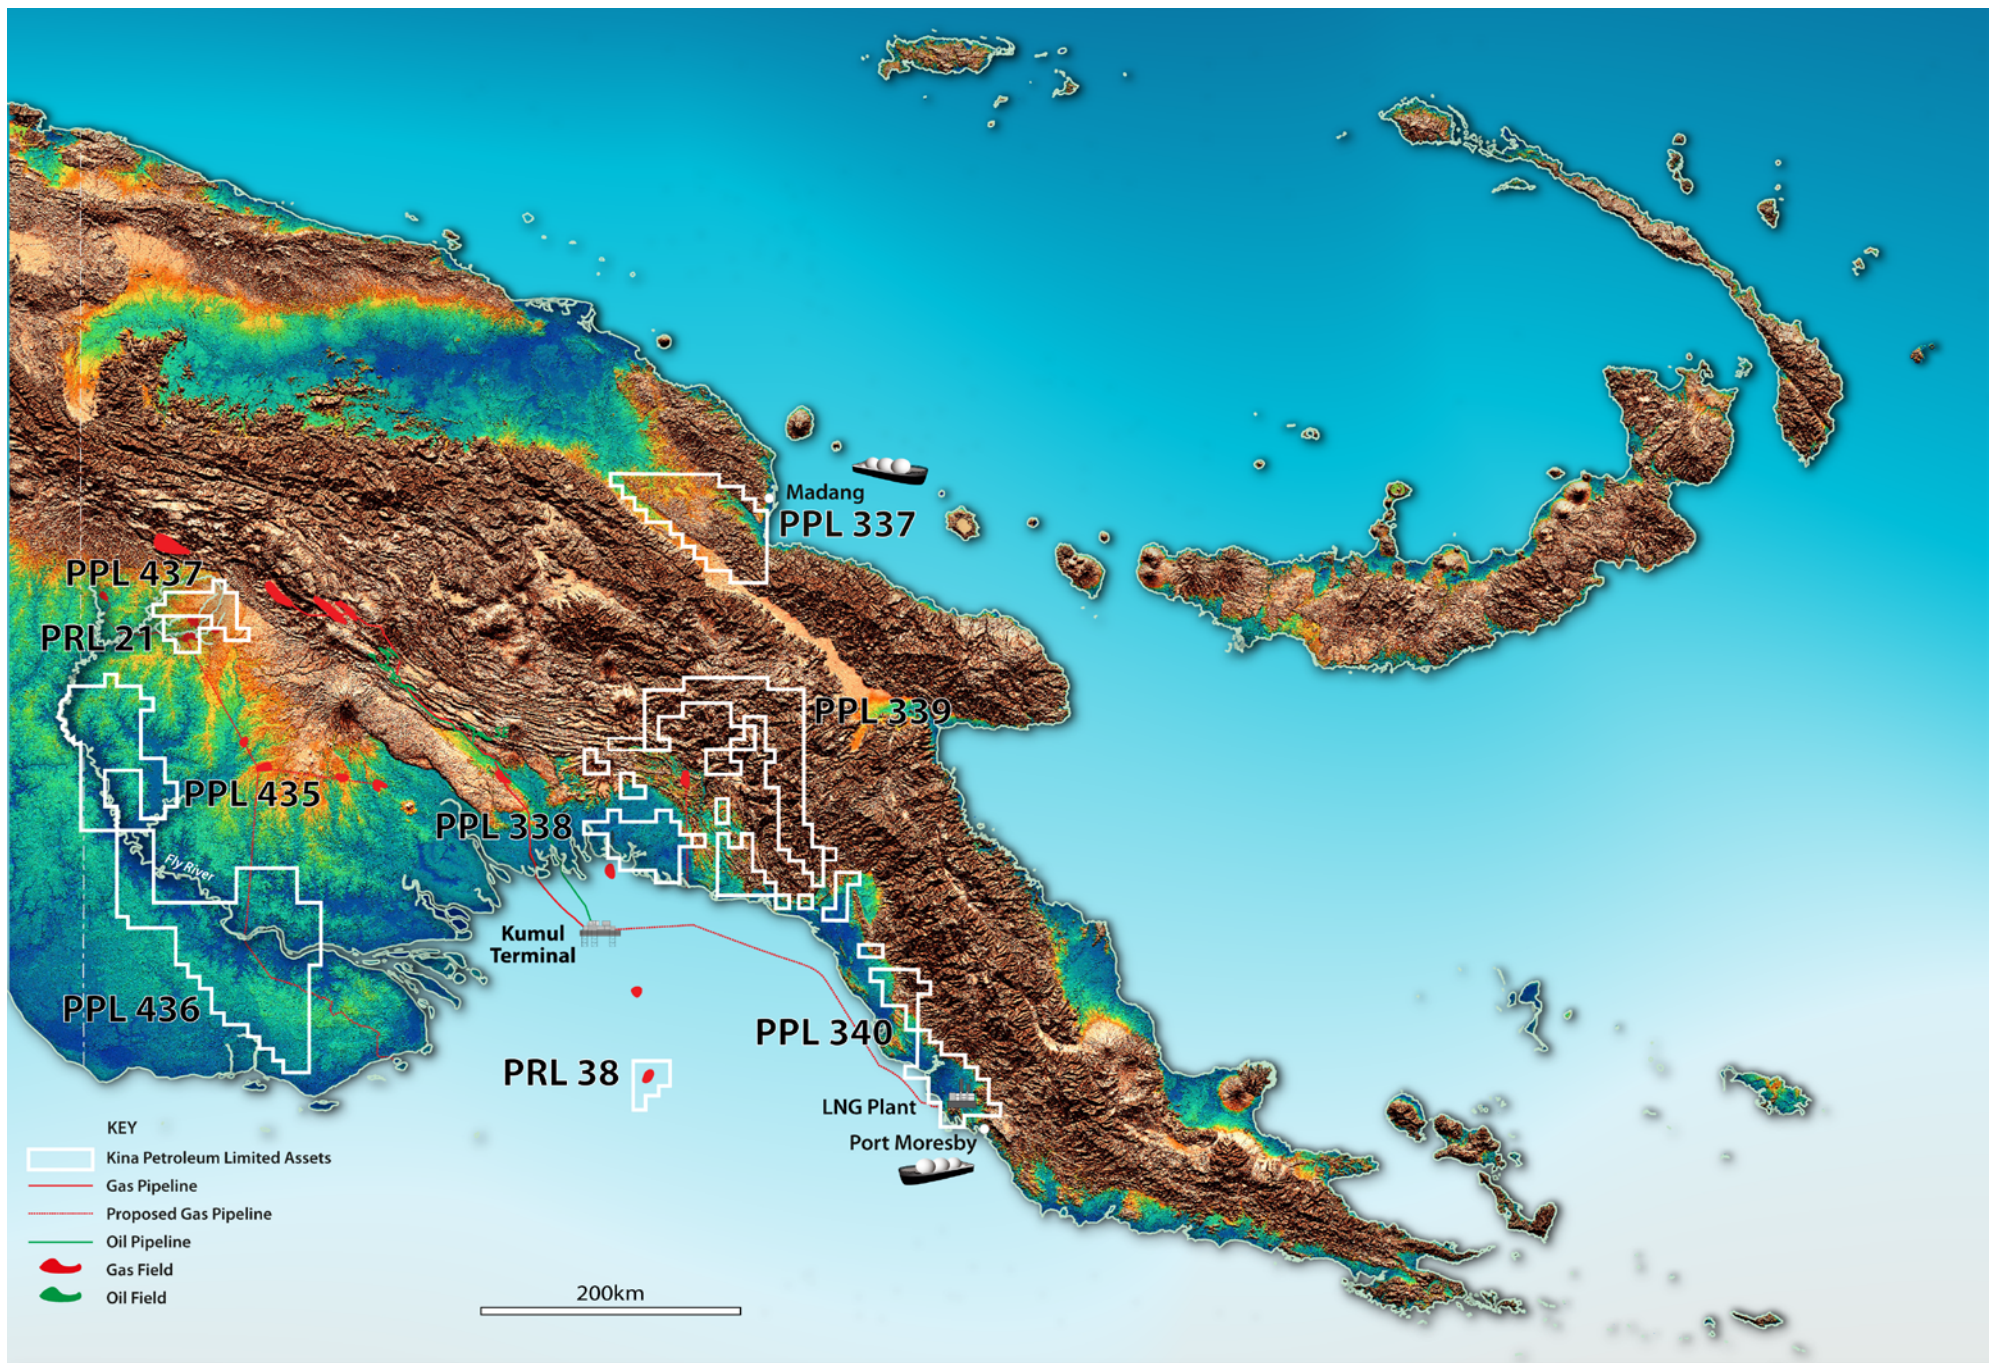 Madang
PPL 337
PPL 437
PRL 21
PPL 339
PPL 435
PPL 338
Fly River
Kumul
Terminal
PPL 436
PPL 340
PRL 38
LNG Plant
Port Moresby
KEY
Kina Petroleum Limited Assets
Gas Pipeline
Proposed Gas Pipeline
Oil Pipeline
Gas Field
Oil Field
200km